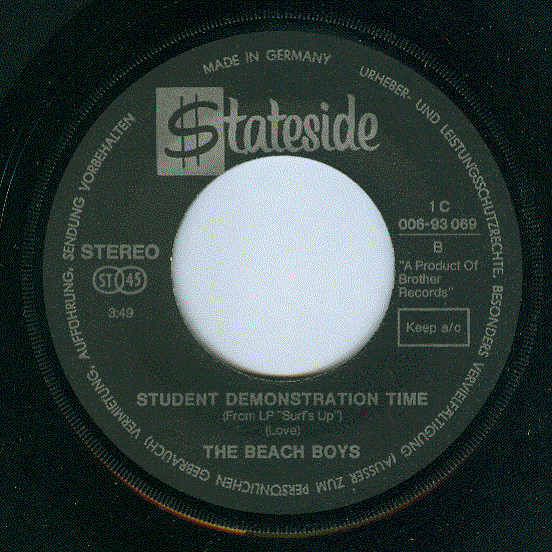 MADE IN GERMANY
URHEBER- UND LEISTUNGSSCHUTZRECHTE, BESONDERS VERVIELFÄLTIGUNG (AUSSER ZUM PERSÖNLICHEN GEBRAUCH) VERMIETUNG, AUFFÜHRUNG, SENDUNG VORBEHALTEN
$tateside
1 C
006-93 069
B
"A Product Of
Brother
Records"
Keep a/c
STEREO
ST 45
3:49
STUDENT DEMONSTRATION TIME
(From LP "Surf's Up")
(Love)
THE BEACH BOYS